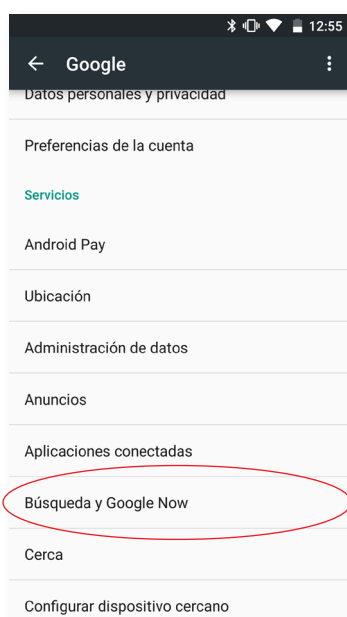 12:55
Google
Datos personales y privacidad
Preferencias de la cuenta
Servicios
Android Pay
Ubicación
Administración de datos
Anuncios
Aplicaciones conectadas
Búsqueda y Google Now
Cerca
Configurar dispositivo cercano